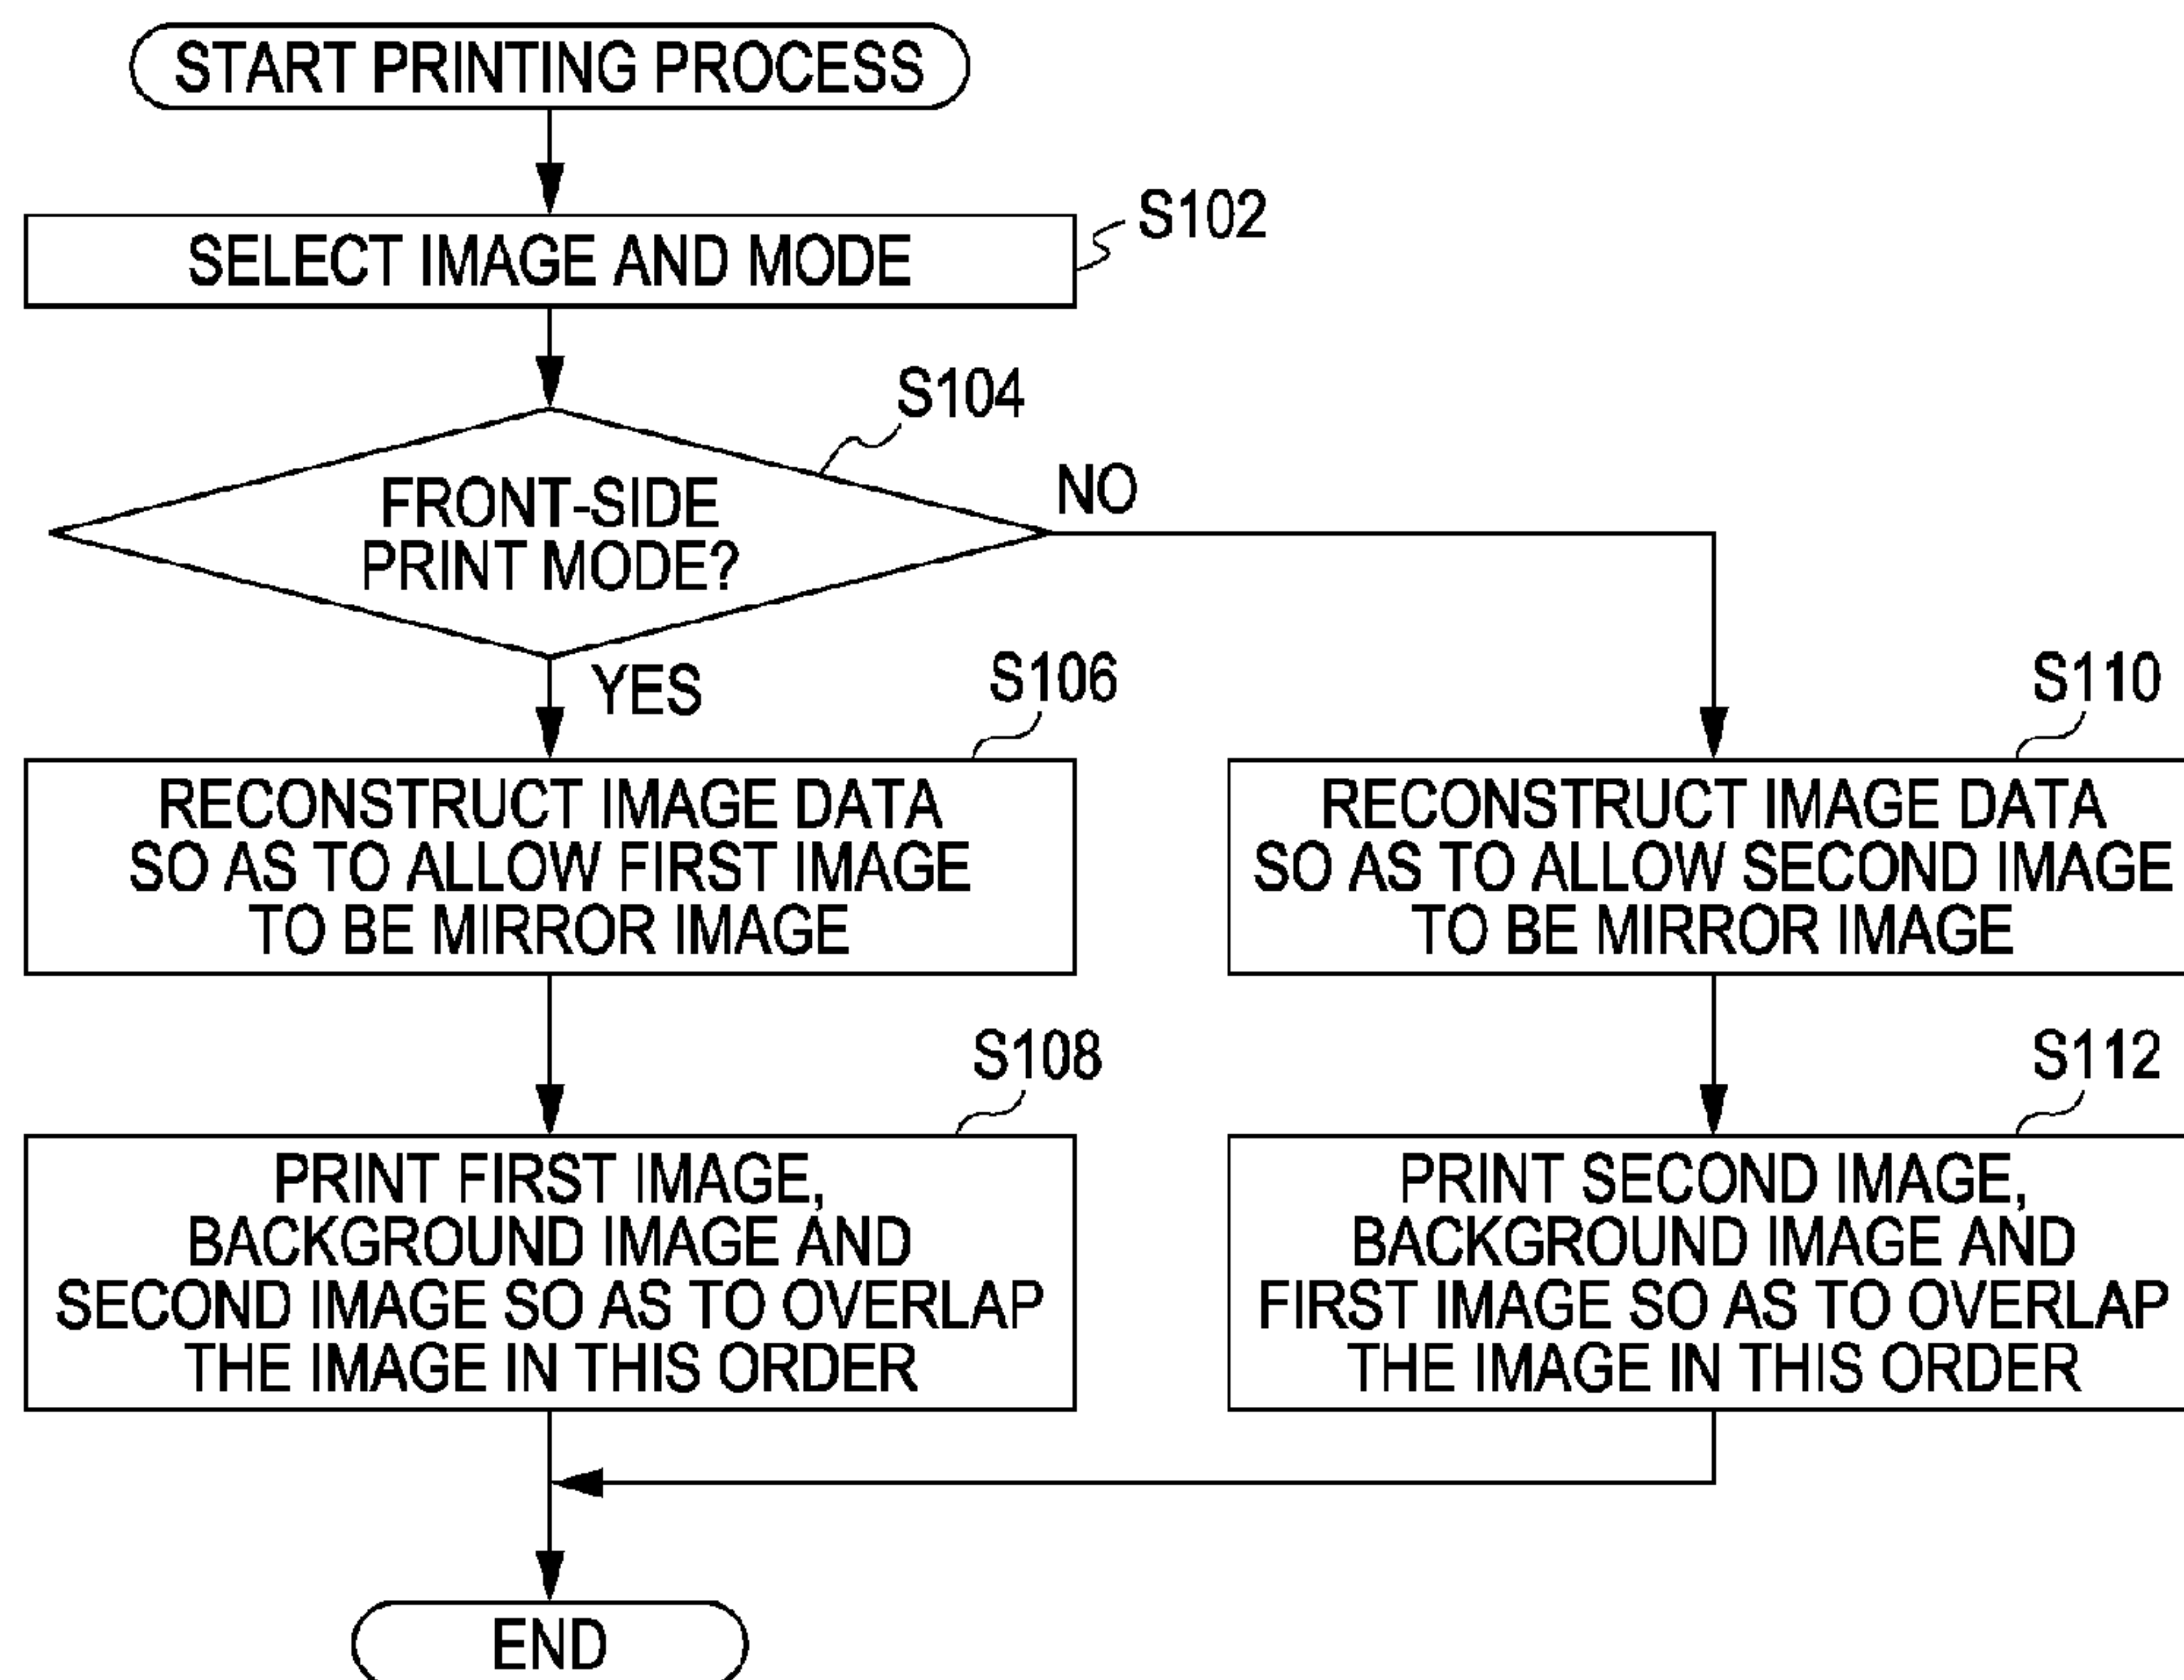 START PRINTING PROCESS
S102
SELECT IMAGE AND MODE
S104
FRONT-SIDE
PRINT MODE?
NO
YES
S106
RECONSTRUCT IMAGE DATA
SO AS TO ALLOW FIRST IMAGE
TO BE MIRROR IMAGE
S110
RECONSTRUCT IMAGE DATA
SO AS TO ALLOW SECOND IMAGE
TO BE MIRROR IMAGE
S108
PRINT FIRST IMAGE,
BACKGROUND IMAGE AND
SECOND IMAGE SO AS TO OVERLAP
THE IMAGE IN THIS ORDER
S112
PRINT SECOND IMAGE,
BACKGROUND IMAGE AND
FIRST IMAGE SO AS TO OVERLAP
THE IMAGE IN THIS ORDER
END